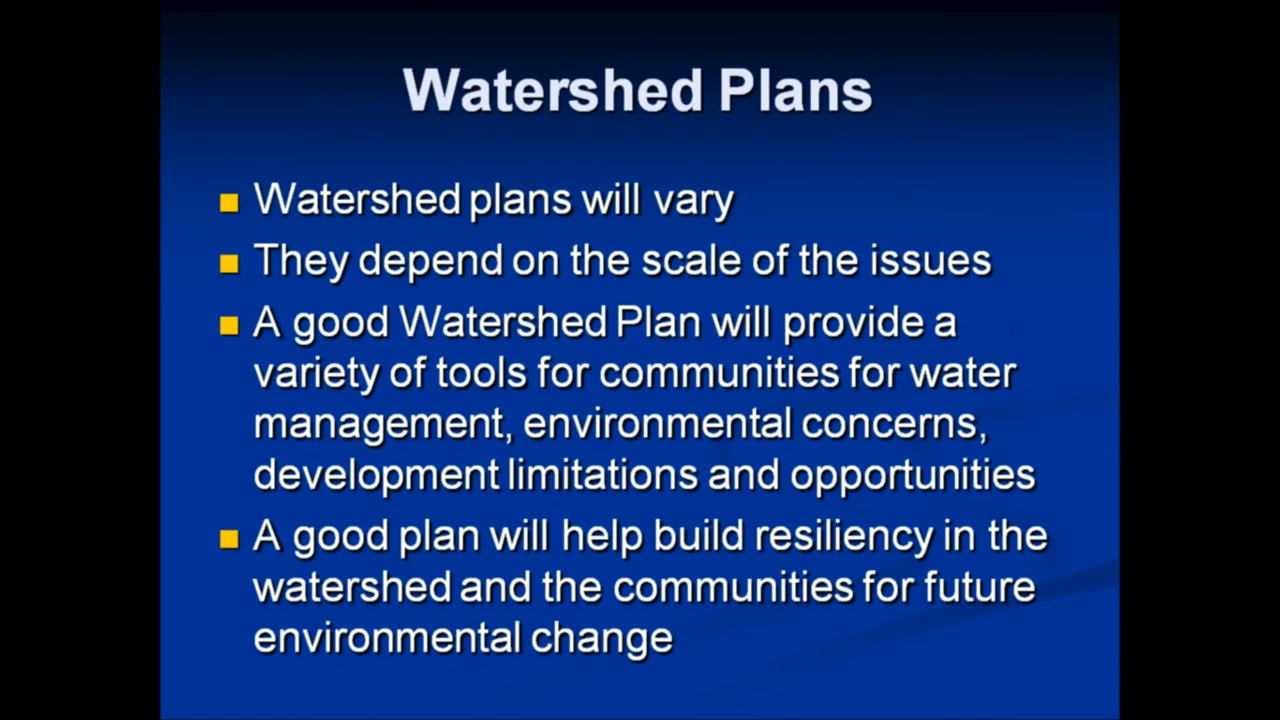 Watershed Plans
Watershed plans will vary
They depend on the scale of the issues
A good Watershed Plan will provide a
variety of tools for communities for water
management, environmental concerns,
development limitations and opportunities
A good plan will help build resiliency in the
watershed and the communities for future
environmental change